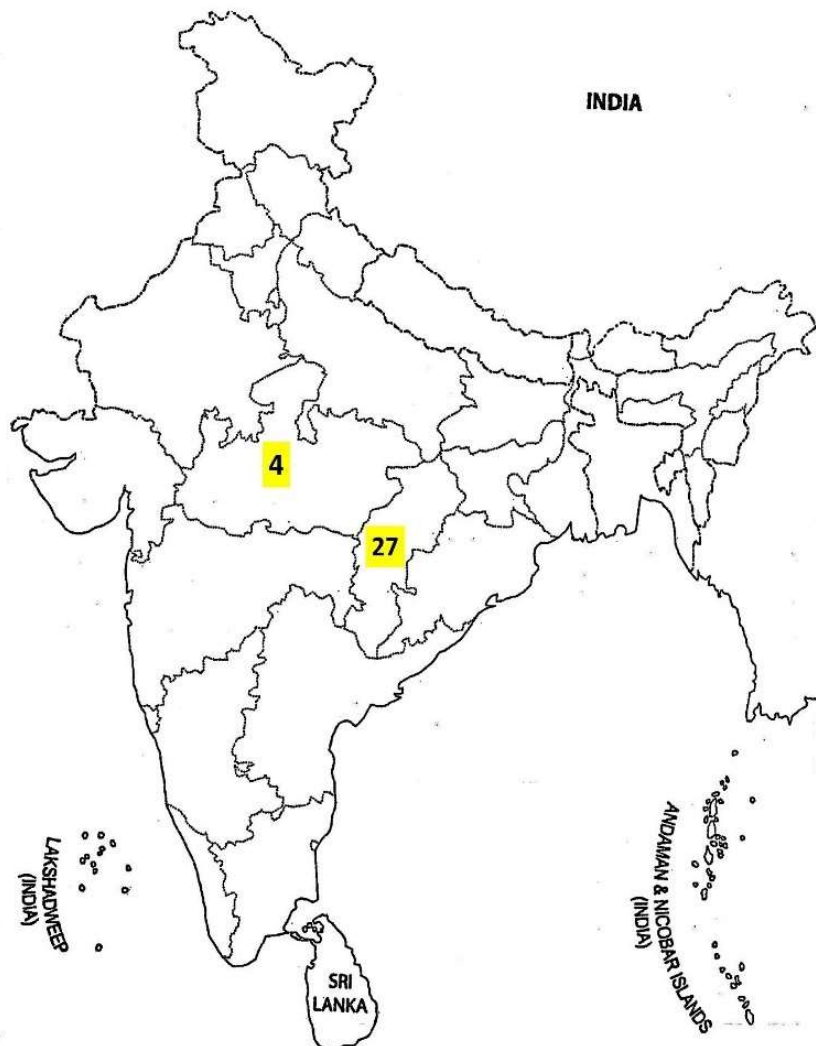 INDIA
4
27
LAKSHADWEEP
(INDIA)
ANDAMAN & NICOBAR ISLANDS
(INDIA)
SRI
LANKA